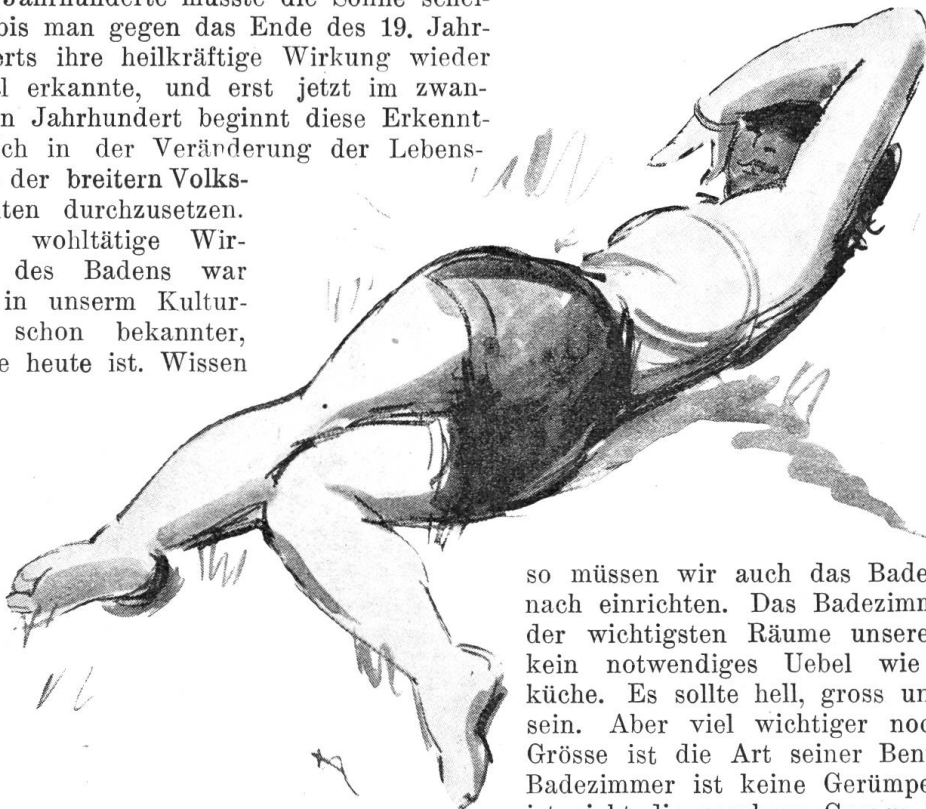 Jahrhunderte musste die Sonne schei-
bis man gegen das Ende des 19. Jahr-
erts ihre heilkräftige Wirkung wieder
l erkannte, und erst jetzt im zwan-
n Jahrhundert beginnt diese Erkennt-
ch in der Veränderung der Lebens-
der breitern Volks-
ten durchzusetzen.
wohltätige Wir-
des Badens war
in unserm Kultur-
schon bekannter,
e heute ist. Wissen
so müssen wir auch das Bade
nach einrichten. Das Badezimm
der wichtigsten Räume unsere
kein notwendiges Uebel wie
küche. Es sollte hell, gross un
sein. Aber viel wichtiger noc
Grösse ist die Art seiner Ben
Badezimmer ist keine Gerümpe